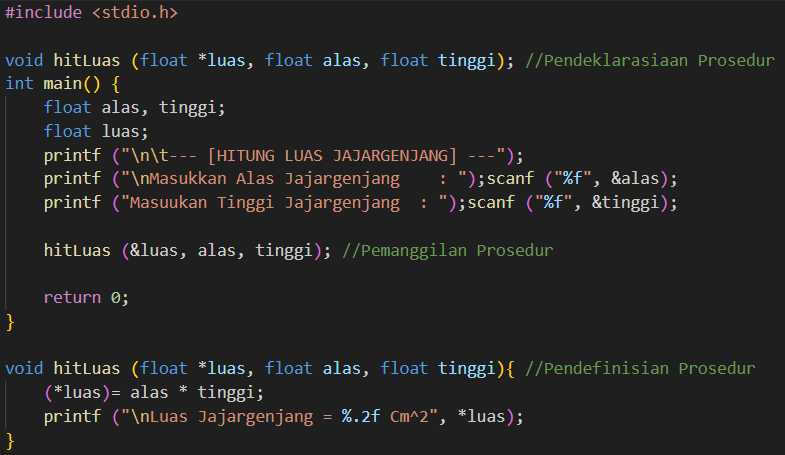 #include <stdio.h>
void hitLuas (float *luas, float alas, float tinggi); //Pendeklarasiaan Prosedur
int main() {
float alas, tinggi;
float luas;
printf ("\n\t--- [HITUNG LUAS JAJARGENJANG] ---");
printf ("\nMasukkan Alas Jajargenjang    : ");scanf ("%f", &alas);
printf ("Masuukan Tinggi Jajargenjang  : ");scanf ("%f", &tinggi);
hitLuas (&luas, alas, tinggi); //Pemanggilan Prosedur
return 0;
}
void hitLuas (float *luas, float alas, float tinggi){ //Pendefinisian Prosedur
(*luas)= alas * tinggi;
printf ("\nLuas Jajargenjang = %.2f Cm^2", *luas);
}